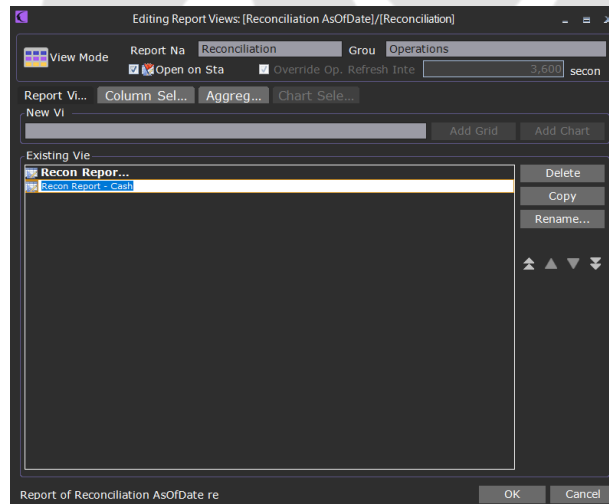 Editing Report Views: [Reconciliation AsOfDate]/[Reconciliation]
View Mode
Report Na Reconciliation Grou Operations
Open on Sta Override Op. Refresh Inte 3,600 secon
Report Vi... Column Sel... Aggreg... Chart Sele...
New Vi
Add Grid Add Chart
Existing Vie
Recon Repor... Delete
Recon Report - Cash
Copy
Rename...
Report of Reconciliation AsOfDate re OK Cancel